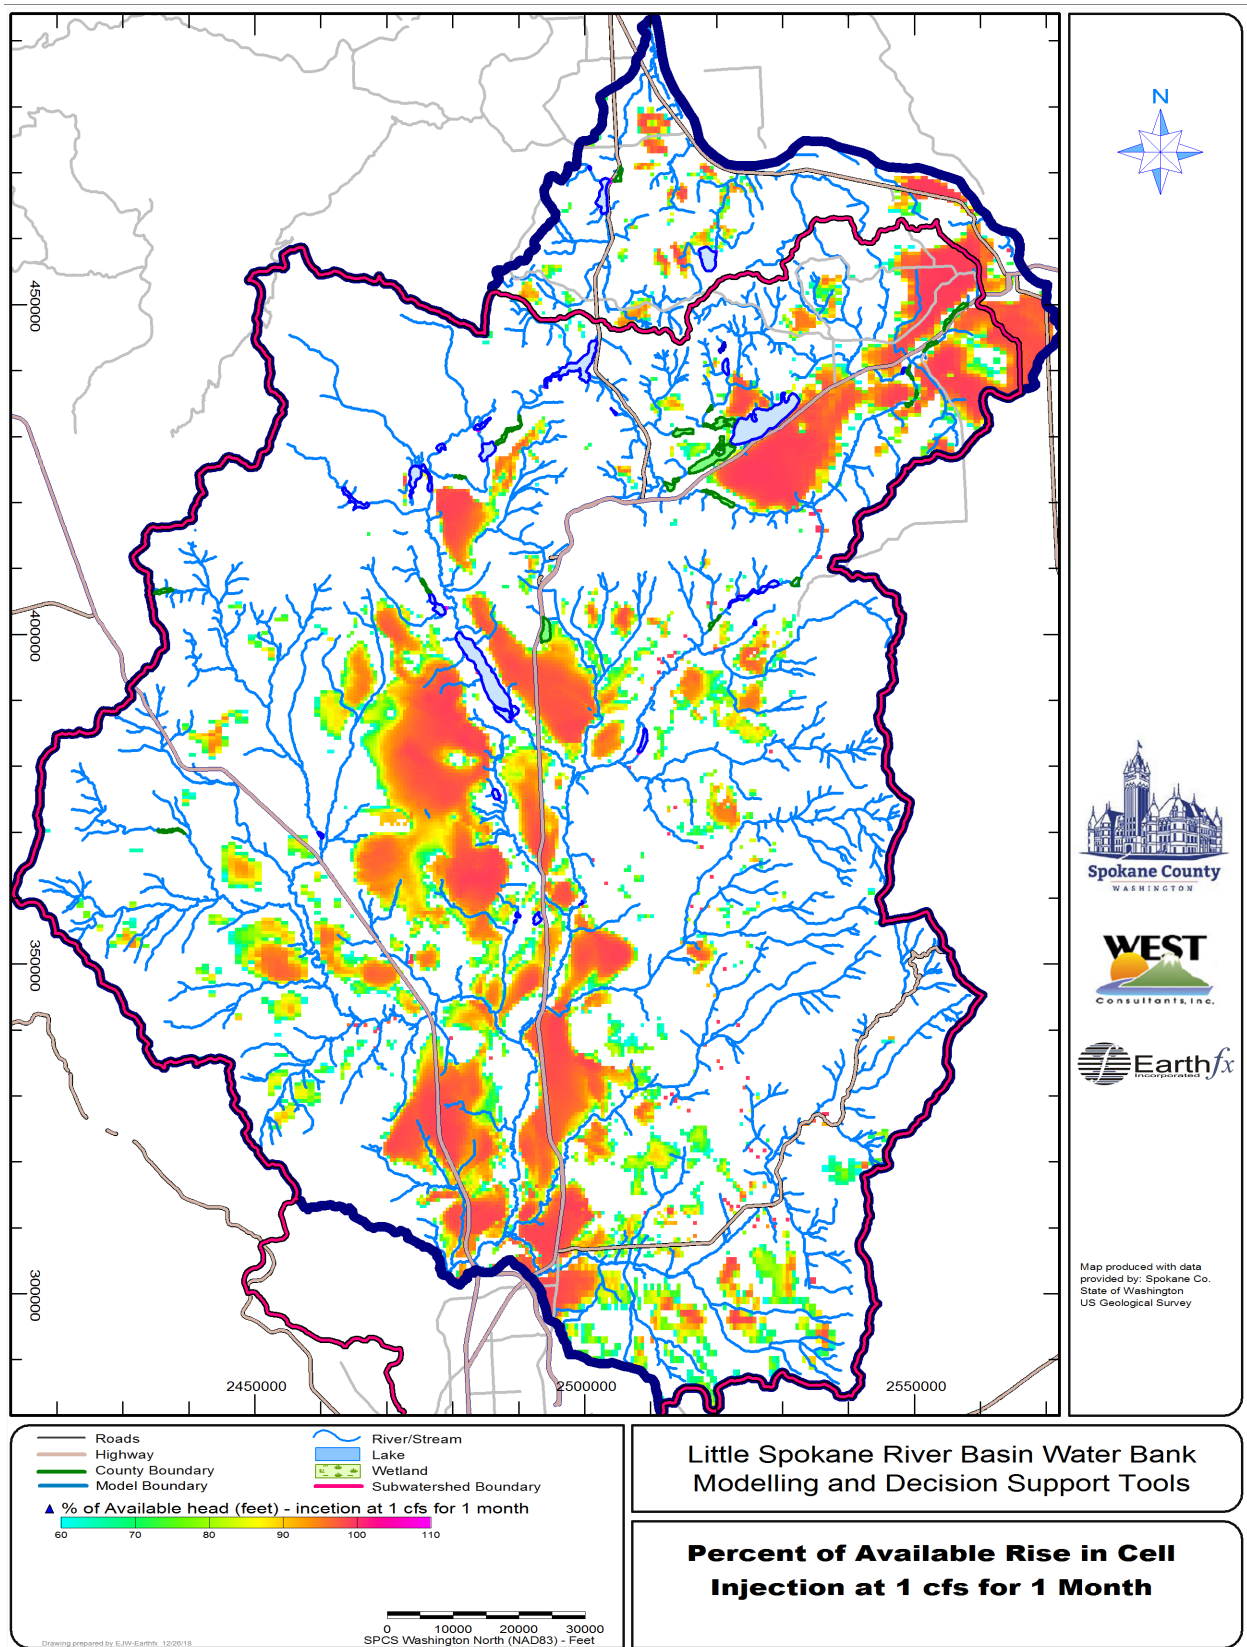 N
4500000
400000
350000
3000000
2450000
2500000
2550000
Spokane County
WASHINGTON
WEST
Consultants, Inc.
Earthfx
Incorporated
Map produced with data
provided by: Spokane Co.
State of Washington
US Geological Survey
Roads
Highway
County Boundary
Model Boundary
River/Stream
Lake
Wetland
Subwatershed Boundary
% of Available head (feet) - incetion at 1 cfs for 1 month
60 70 80 90 100 110
0 10000 20000 30000
SPCS Washington North (NAD83) - Feet
Drawing prepared by EJW-Earthfx 12/26/18
Little Spokane River Basin Water Bank
Modelling and Decision Support Tools
Percent of Available Rise in Cell
Injection at 1 cfs for 1 Month